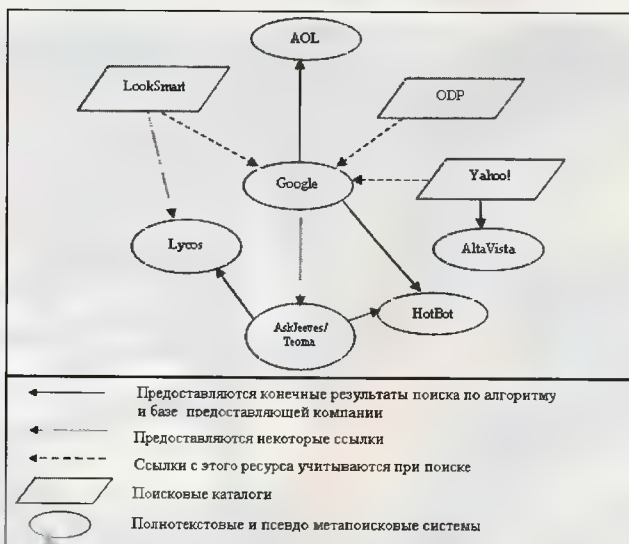 AOL
LookSmart
ODP
Google
Yahoo!
Lycos
AltaVista
AskJeeves/
Teoma
HotBot
Предоставляются конечные результаты поиска по алгоритму
и базе предоставляющей компании
Предоставляются некоторые ссылки
Ссылки с этого ресурса учитываются при поиске
Поисковые каталоги
Полнотекстовые и псевдо метапоисковые системы